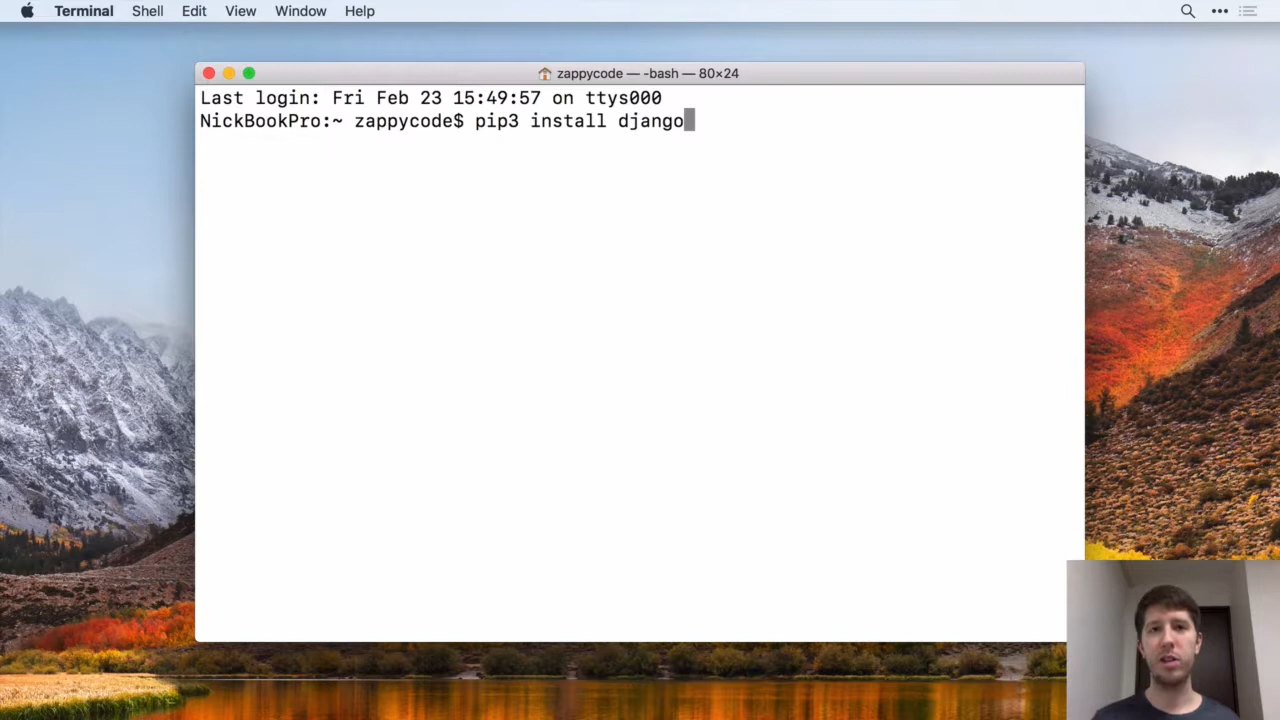 Terminal Shell Edit View Window Help
zappycode — -bash — 80×24
Last login: Fri Feb 23 15:49:57 on ttys000
NickBookPro:~ zappycode$ pip3 install django